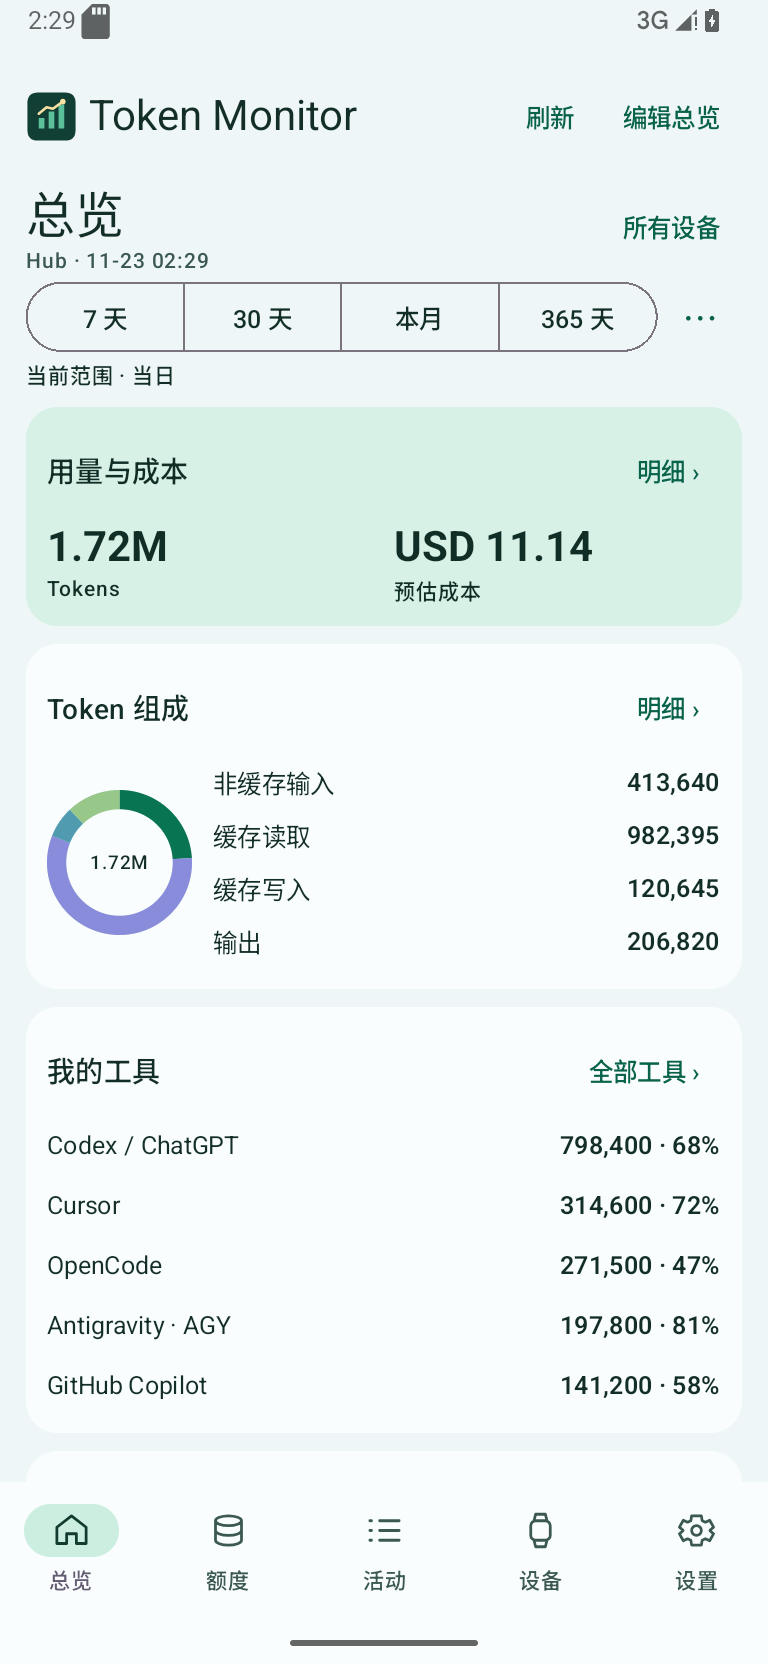 2:29
3G
Token Monitor
刷新
编辑总览
总览
所有设备
Hub · 11-23 02:29
7 天
30 天
本月
365 天
···
当前范围 · 当日
用量与成本
明细 ›
1.72M
USD 11.14
Tokens
预估成本
Token 组成
明细 ›
1.72M
非缓存输入 413,640
缓存读取 982,395
缓存写入 120,645
输出 206,820
我的工具
全部工具 ›
Codex / ChatGPT 798,400 · 68%
Cursor 314,600 · 72%
OpenCode 271,500 · 47%
Antigravity · AGY 197,800 · 81%
GitHub Copilot 141,200 · 58%
总览
额度
活动
设备
设置